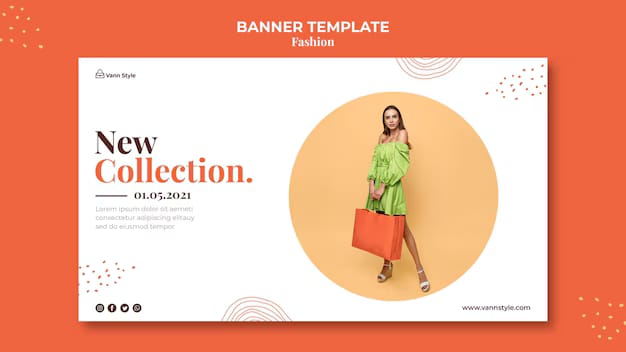 BANNER TEMPLATE
Fashion
Vann Style
New
Collection.
01.05.2021
Lorem ipsum dolor sit aemeti
consectetur adipiscing elitauy
sed do eiusmod tempor
www.vannstyle.com